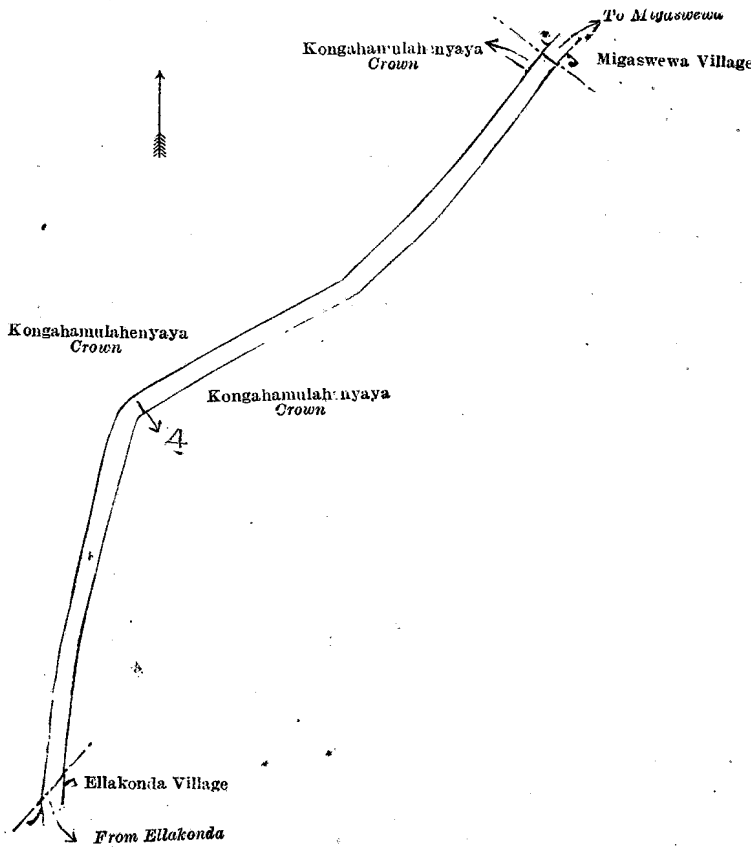 To Migaswewa
Kongahamulahenyaya
Crown
Migaswewa Village
Kongahamulahenyaya
Crown
Kongahamulahenyaya
Crown
4
Ellakonda Village
From Ellakonda